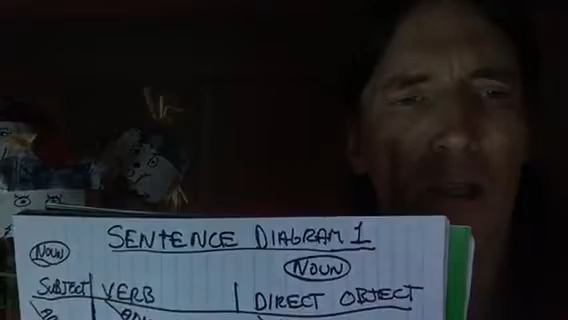 SENTENCE DIAGRAM 1
NOUN
NOUN
SUBJECT VERB DIRECT OBJECT